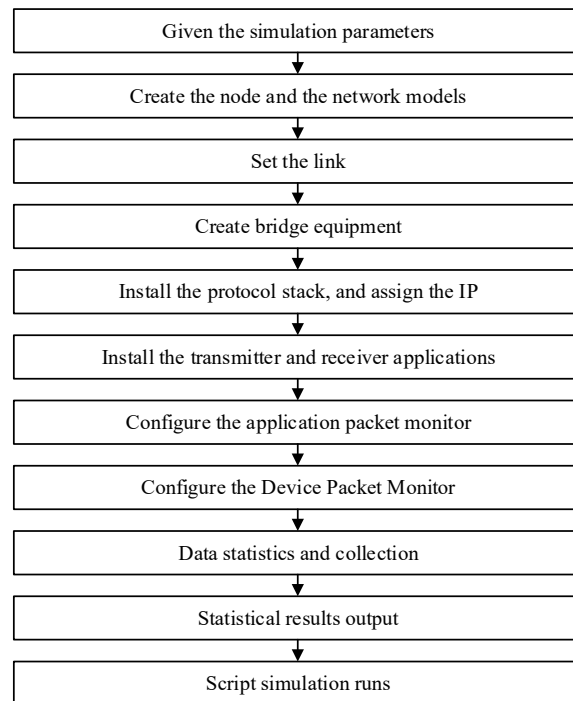 Given the simulation parameters
Create the node and the network models
Set the link
Create bridge equipment
Install the protocol stack, and assign the IP
Install the transmitter and receiver applications
Configure the application packet monitor
Configure the Device Packet Monitor
Data statistics and collection
Statistical results output
Script simulation runs